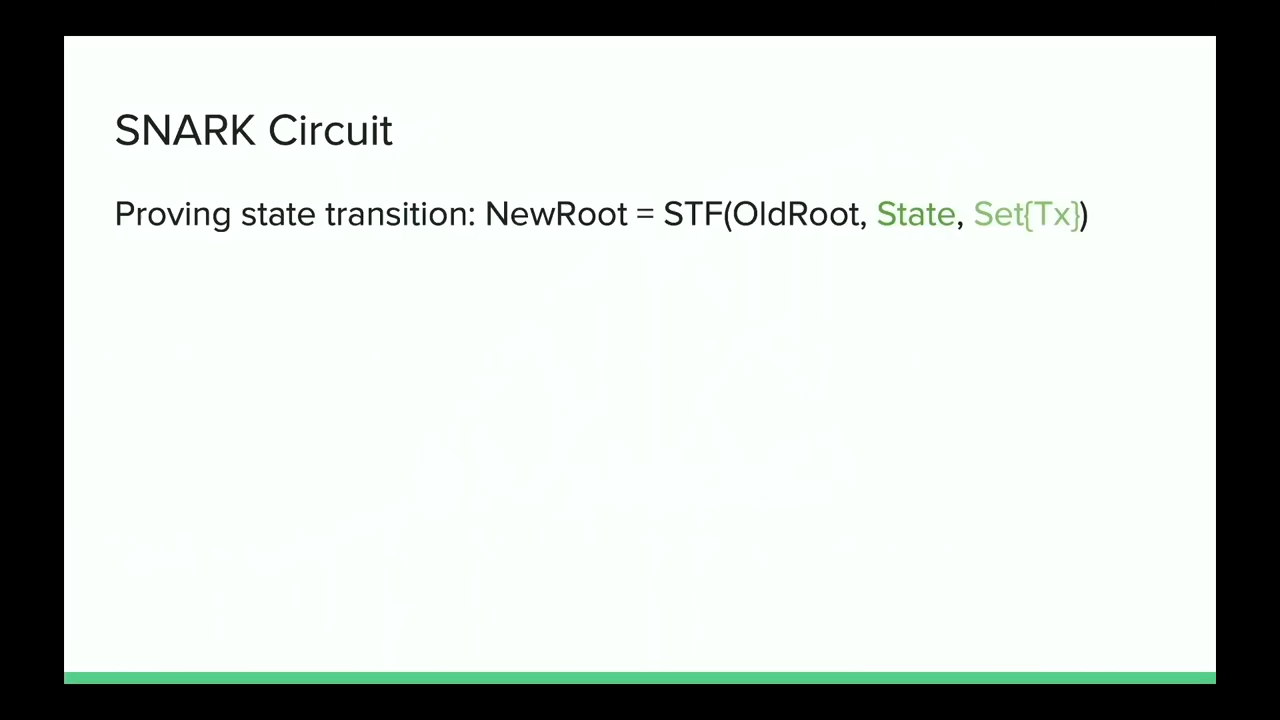 SNARK Circuit
Proving state transition: NewRoot = STF(OldRoot, State, Set{Tx})